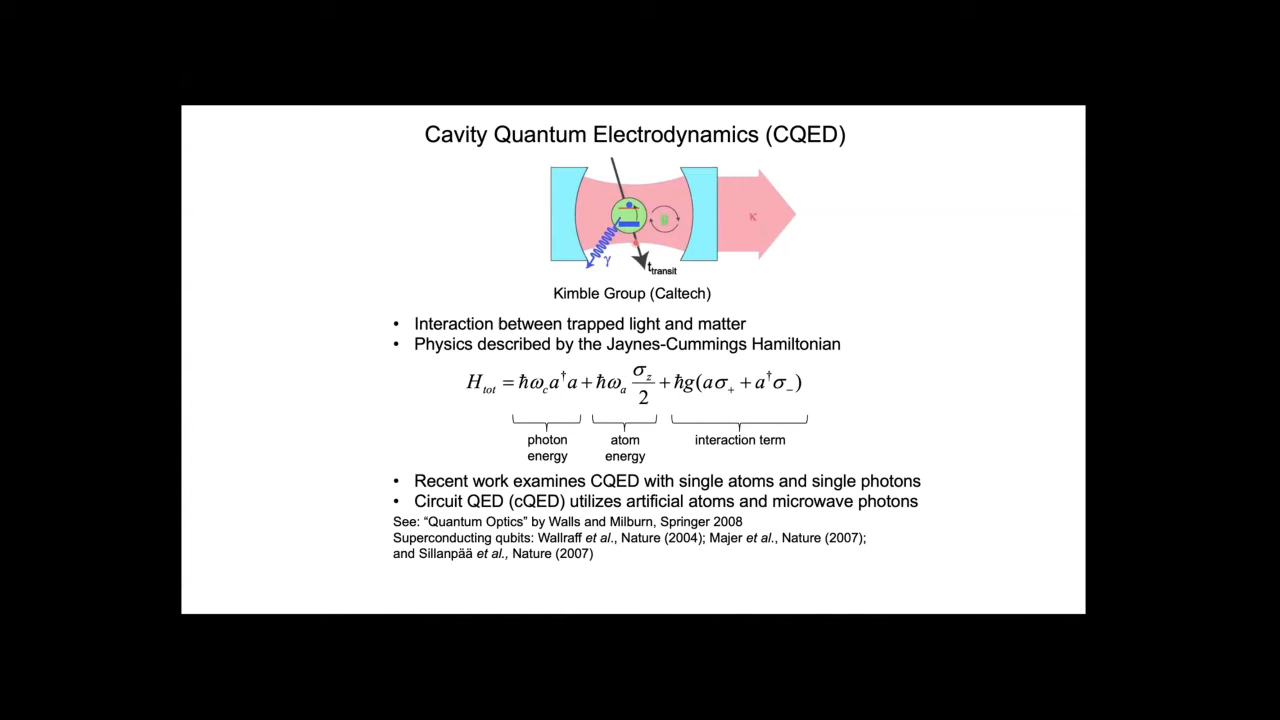 Cavity Quantum Electrodynamics (CQED)
g
κ
γ
t_transit
Kimble Group (Caltech)
• Interaction between trapped light and matter
• Physics described by the Jaynes-Cummings Hamiltonian
H_tot = ħω_c a†a + ħω_a σ_z/2 + ħg(aσ_+ + a†σ_−)
photon energy
atom energy
interaction term
• Recent work examines CQED with single atoms and single photons
• Circuit QED (cQED) utilizes artificial atoms and microwave photons
See: “Quantum Optics” by Walls and Milburn, Springer 2008
Superconducting qubits: Wallraff et al., Nature (2004); Majer et al., Nature (2007);
and Sillanpää et al., Nature (2007)